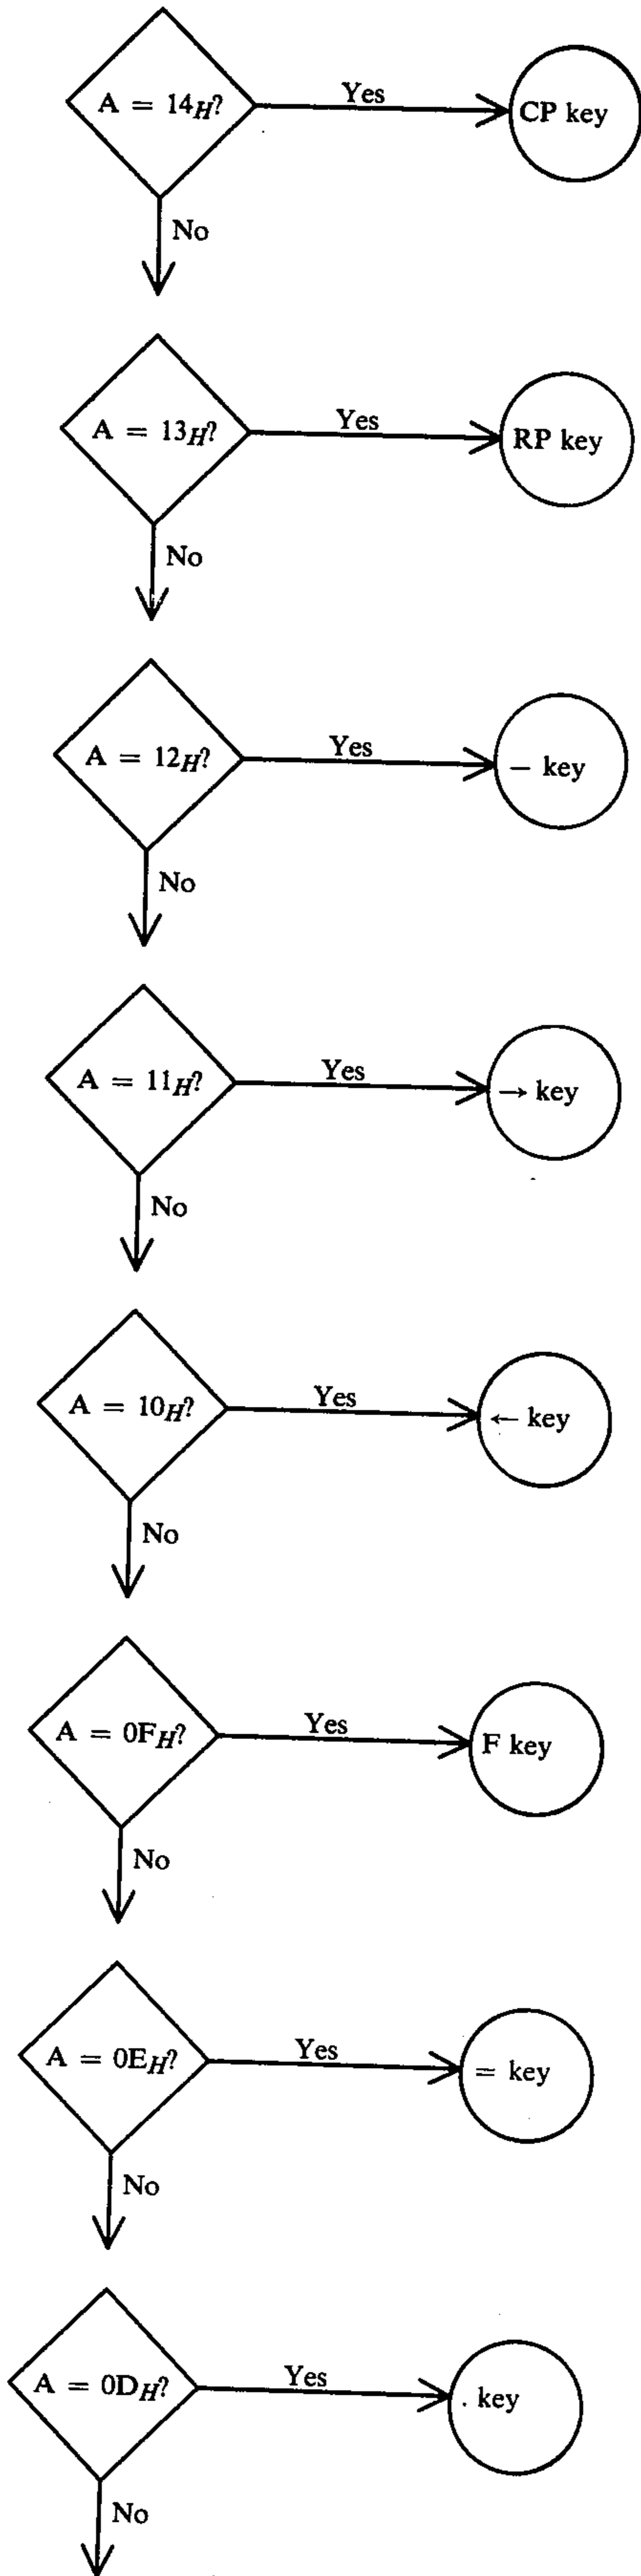 A = 14H?
Yes
CP key
No
A = 13H?
Yes
RP key
No
A = 12H?
Yes
– key
No
A = 11H?
Yes
→ key
No
A = 10H?
Yes
← key
No
A = 0FH?
Yes
F key
No
A = 0EH?
Yes
= key
No
A = 0DH?
Yes
. key
No